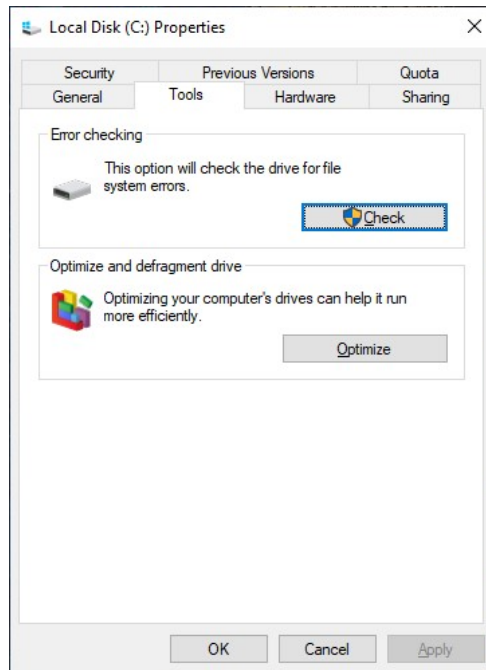 Local Disk (C:) Properties
Security Previous Versions Quota
General Tools Hardware Sharing
Error checking
This option will check the drive for file
system errors.
Check
Optimize and defragment drive
Optimizing your computer's drives can help it run
more efficiently.
Optimize
OK Cancel Apply